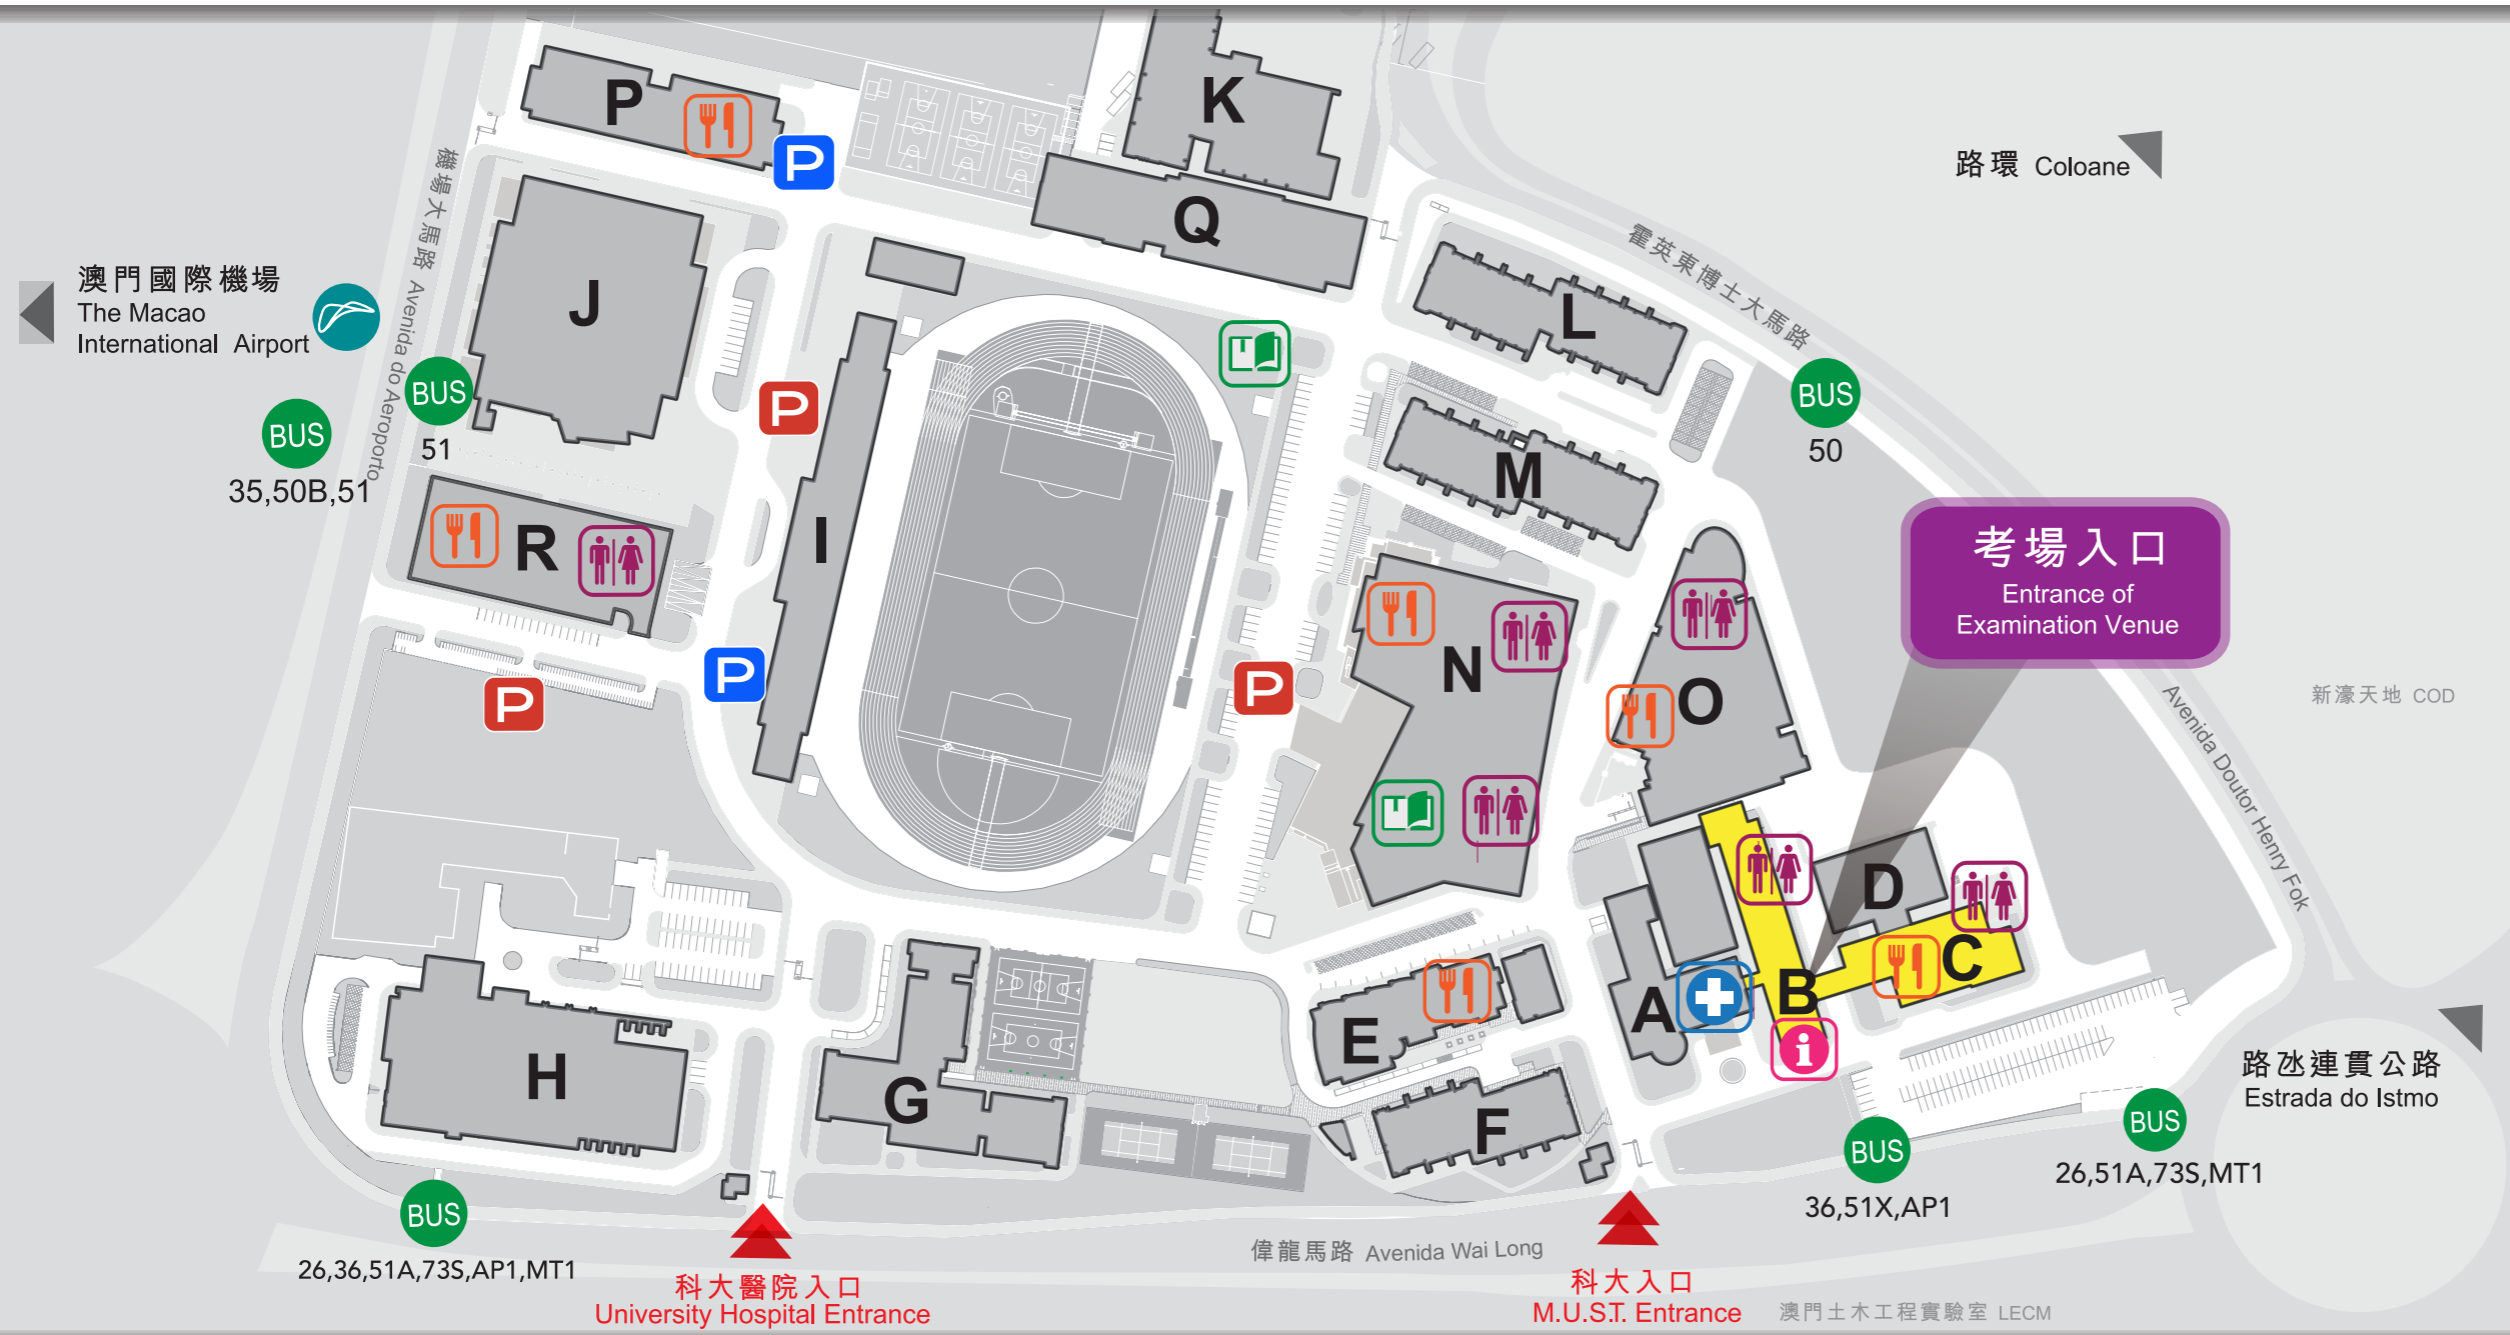 P
K
P
路環 Coloane
Q
霍英東博士大馬路
機場大馬路 Avenida do Aeroporto
澳門國際機場
The Macao
International Airport
J
L
BUS
51
BUS
35,50B,51
P
BUS
50
M
R
I
考場入口
Entrance of
Examination Venue
N
O
P
P
P
新濠天地 COD
Avenida Doutor Henry Fok
D
C
B
A
i
E
H
G
F
路氹連貫公路
Estrada do Istmo
BUS
26,51A,73S,MT1
BUS
36,51X,AP1
BUS
26,36,51A,73S,AP1,MT1
偉龍馬路 Avenida Wai Long
科大醫院入口
University Hospital Entrance
科大入口
M.U.S.T. Entrance
澳門土木工程實驗室 LECM